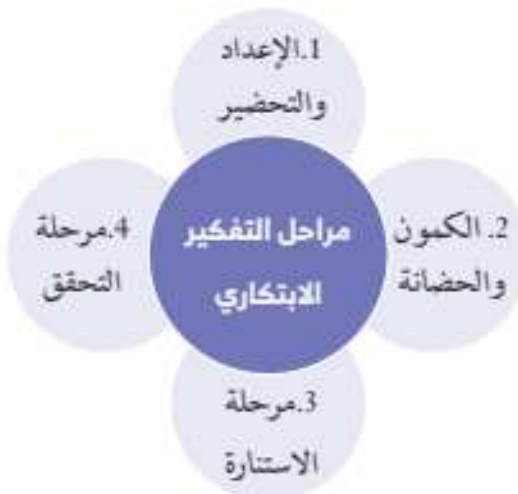 1.الإعداد
والتحضير
مراحل التفكير
الابتكاري
2. الكمون
والحضانة
3.مرحلة
الاستنارة
4.مرحلة
التحقق